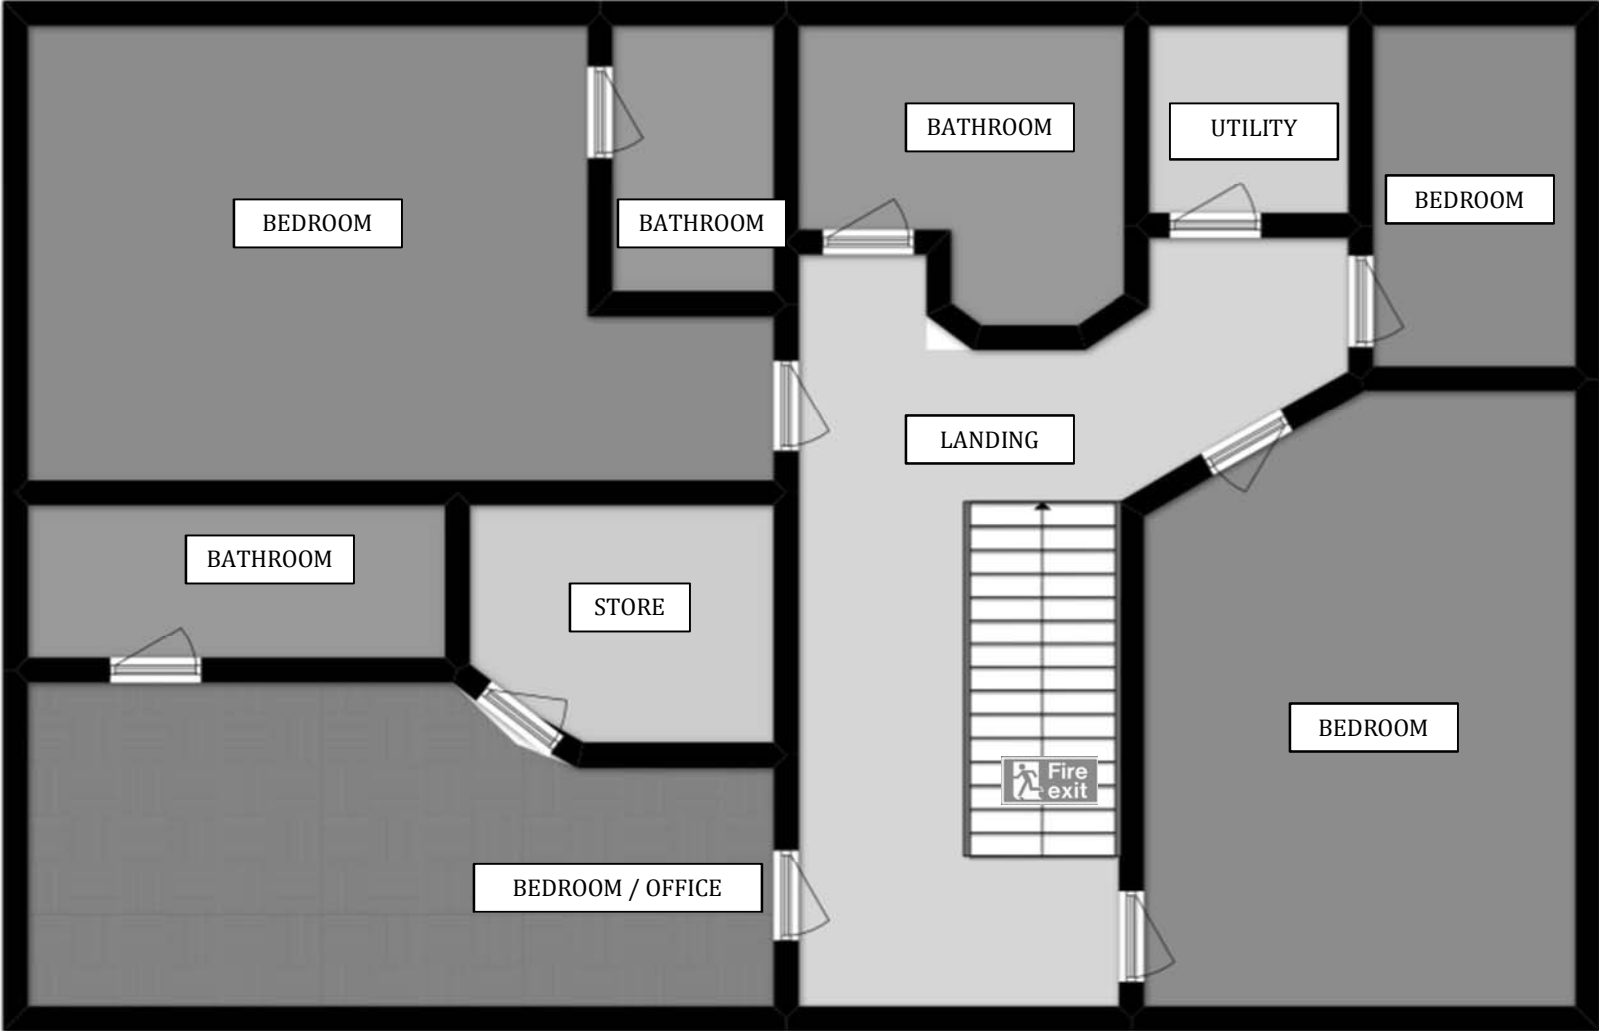 BATHROOM
UTILITY
BEDROOM
BEDROOM
BATHROOM
LANDING
BATHROOM
STORE
BEDROOM
Fire
exit
BEDROOM / OFFICE